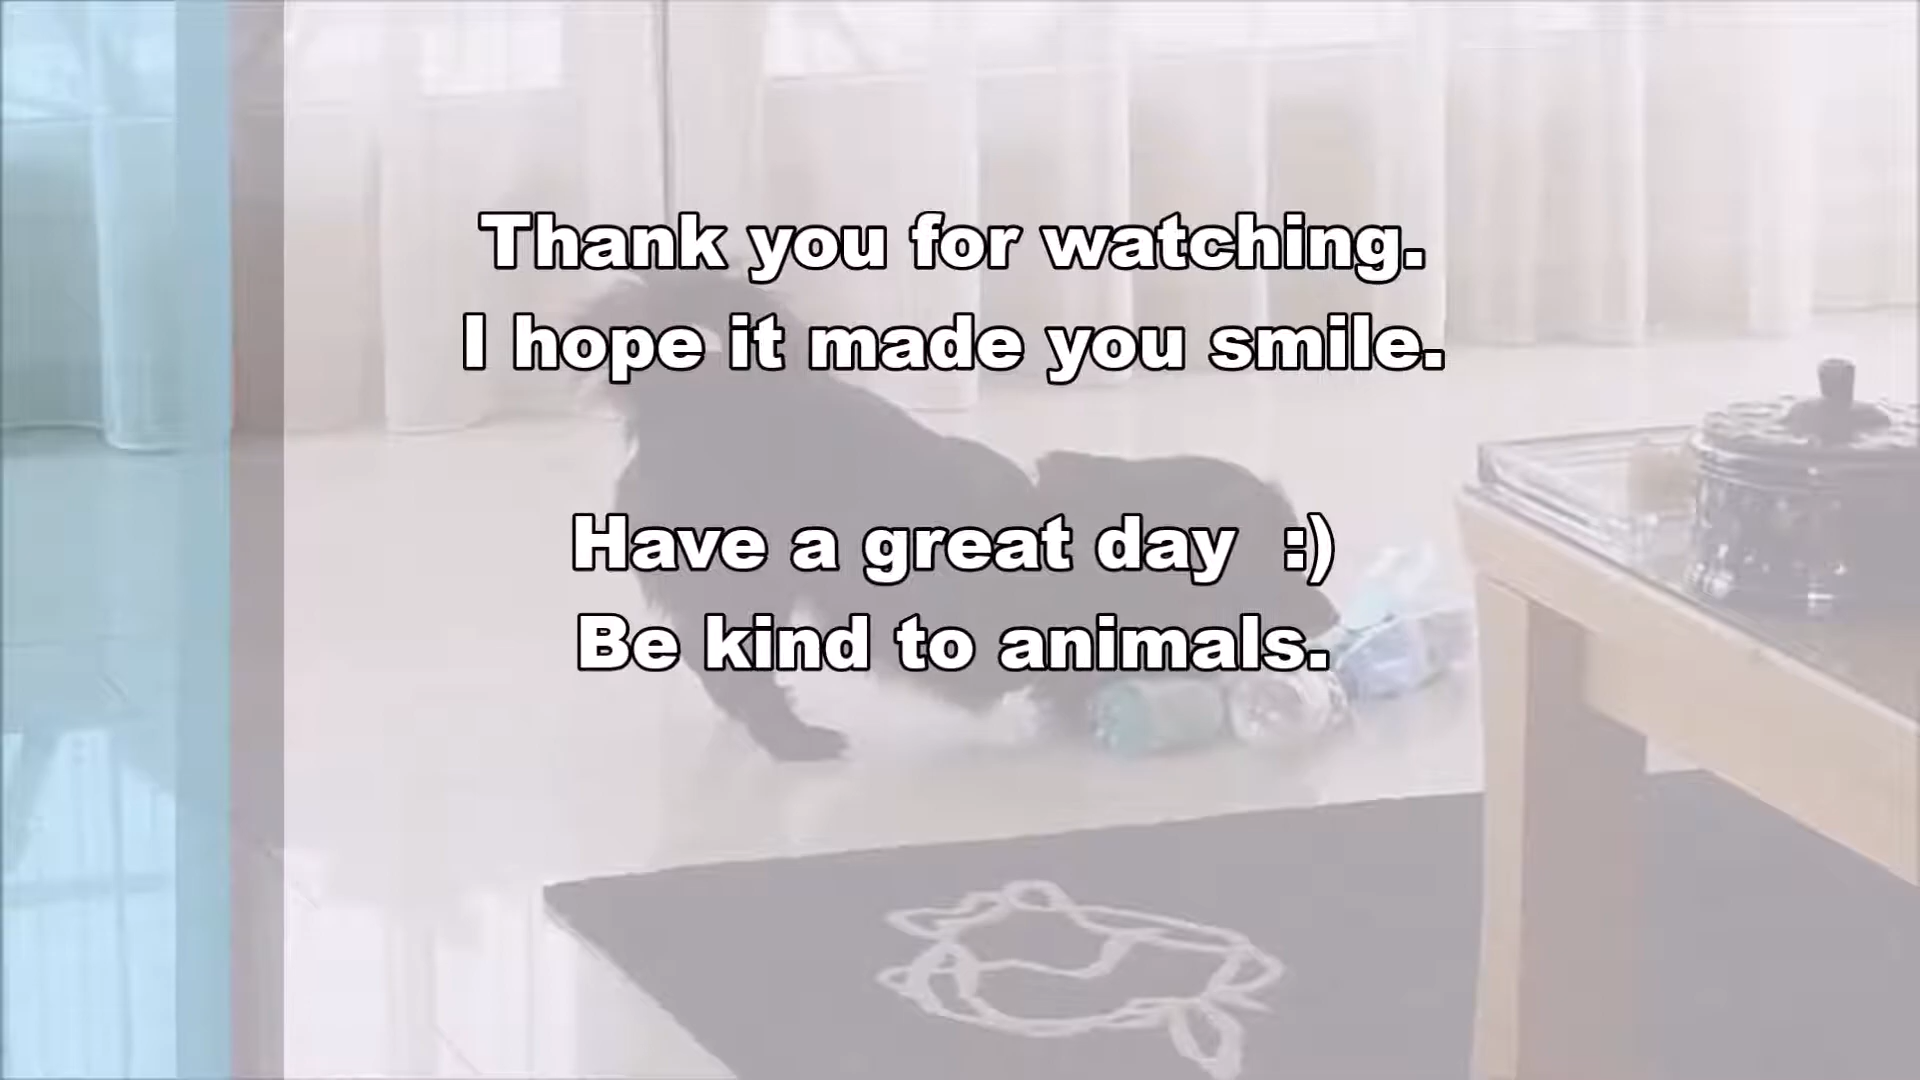 Thank you for watching.
I hope it made you smile.
Have a great day :)
Be kind to animals.